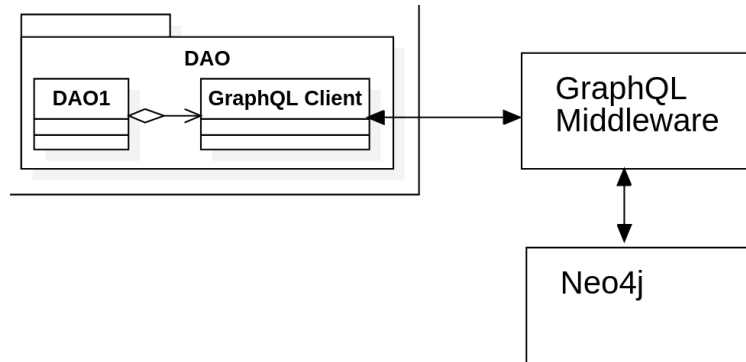 DAO
DAO1
GraphQL Client
GraphQL
Middleware
Neo4j